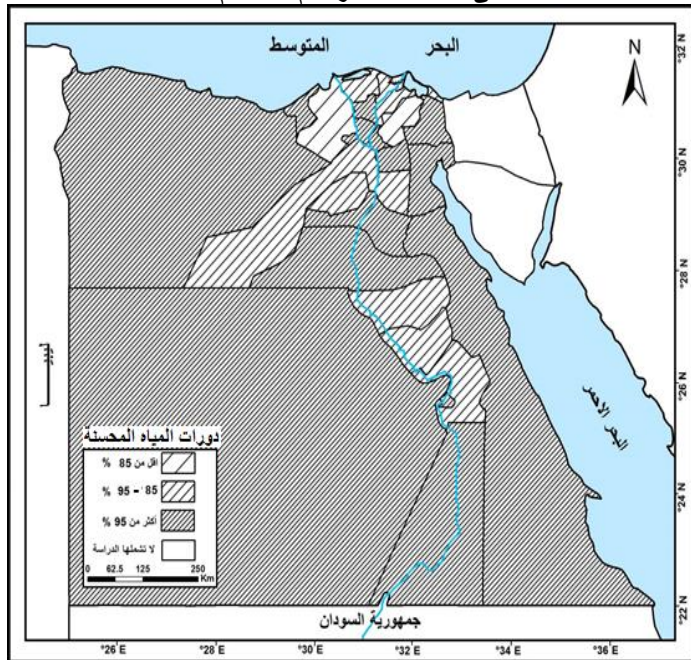 البحر المتوسط
N
°32 N
°30 N
°28 N
°26 N
°24 N
°22 N
ليبيا
البحر الاحمر
دورات المياه المحسنة
اقل من 85 %
85 - 95 %
أكثر من 95 %
لا تشملها الدراسة
0 62.5 125 250
Km
جمهورية السودان
°26 E °28 E °30 E °32 E °34 E °36 E